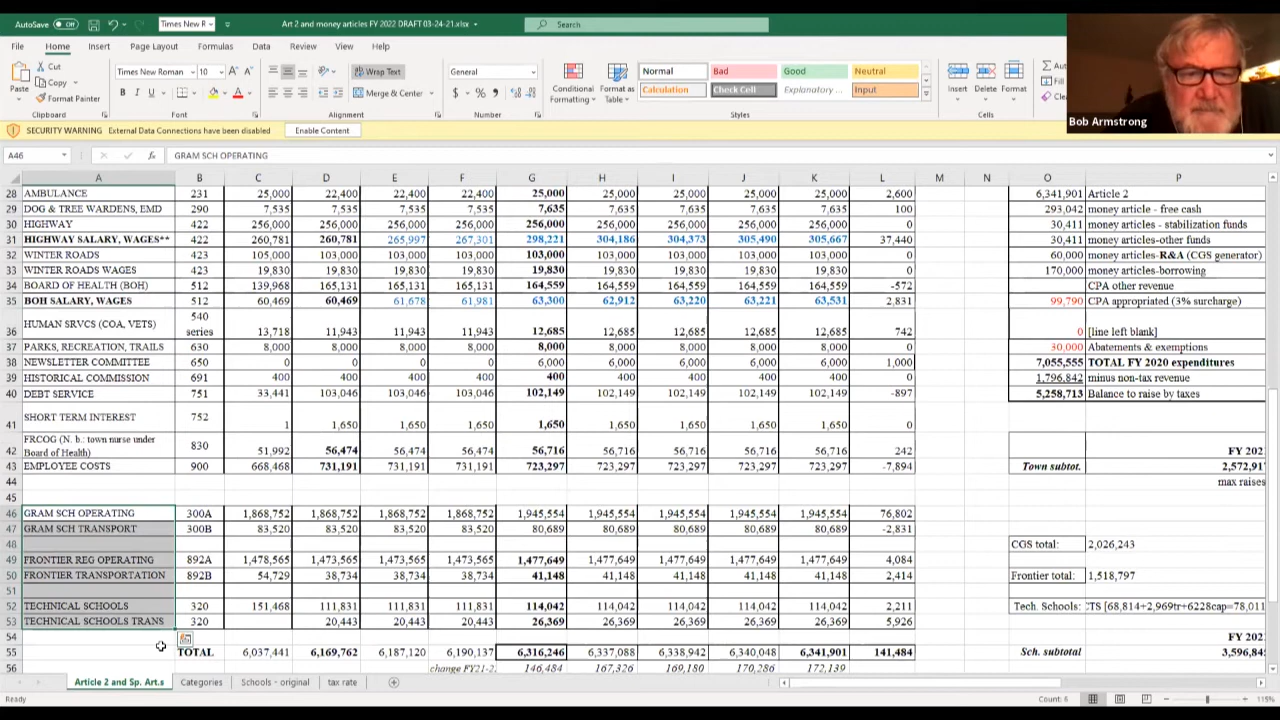 AutoSave Off Times New R Art 2 and money articles FY 2022 DRAFT 03-24-21.xlsx Search
File Home Insert Page Layout Formulas Data Review View Help
Cut Times New Roman 10 Wrap Text General Normal Bad Good Neutral
Copy Calculation Check Cell Explanatory ... Input
Paste Format Painter B I U Merge & Center $ % Conditional Formatting Format as Table Insert Delete Format
Clipboard Font Alignment Number Styles Cells
Bob Armstrong
SECURITY WARNING External Data Connections have been disabled Enable Content
A46 fx GRAM SCH OPERATING
A B C D E F G H I J K L M N O P
28 AMBULANCE 231 25,000 22,400 22,400 22,400 25,000 25,000 25,000 25,000 25,000 2,600 6,341,901 Article 2
29 DOG & TREE WARDENS, EMD 290 7,535 7,535 7,535 7,535 7,635 7,635 7,635 7,635 7,635 100 293,042 money article - free cash
30 HIGHWAY 422 256,000 256,000 256,000 256,000 256,000 256,000 256,000 256,000 256,000 0 30,411 money articles - stabilization funds
31 HIGHWAY SALARY, WAGES** 422 260,781 260,781 265,997 267,301 298,221 304,186 304,373 305,490 305,667 37,440 30,411 money articles-other funds
32 WINTER ROADS 423 105,000 103,000 103,000 103,000 103,000 103,000 103,000 103,000 103,000 0 60,000 money articles-R&A (CGS generator)
33 WINTER ROADS WAGES 423 19,830 19,830 19,830 19,830 19,830 19,830 19,830 19,830 19,830 0 170,000 money articles-borrowing
34 BOARD OF HEALTH (BOH) 512 139,968 165,131 165,131 165,131 164,559 164,559 164,559 164,559 164,559 -572 CPA other revenue
35 BOH SALARY, WAGES 512 60,469 60,469 61,678 61,981 63,300 62,912 63,220 63,221 63,531 2,831 99,790 CPA appropriated (3% surcharge)
540
36 HUMAN SRVCS (COA, VETS) series 13,718 11,943 11,943 11,943 12,685 12,685 12,685 12,685 12,685 742 0 [line left blank]
37 PARKS, RECREATION, TRAILS 630 8,000 8,000 8,000 8,000 8,000 8,000 8,000 8,000 8,000 0 30,000 Abatements & exemptions
38 NEWSLETTER COMMITTEE 650 0 0 0 0 6,000 6,000 6,000 6,000 6,000 1,000 7,055,555 TOTAL FY 2020 expenditures
39 HISTORICAL COMMISSION 691 400 400 400 400 400 400 400 400 400 0 1,796,842 minus non-tax revenue
40 DEBT SERVICE 751 33,441 103,046 103,046 103,046 102,149 102,149 102,149 102,149 102,149 -897 5,258,713 Balance to raise by taxes
41 SHORT TERM INTEREST 752 1 1,650 1,650 1,650 1,650 1,650 1,650 1,650 1,650 0
FRCOG (N. b.: town nurse under
42 Board of Health) 830 51,992 56,474 56,474 56,474 56,716 56,716 56,716 56,716 56,716 242 FY 202
43 EMPLOYEE COSTS 900 668,468 731,191 731,191 731,191 723,297 723,297 723,297 723,297 723,297 -7,894 Town subtot. 2,572,91
44 max raises
45
46 GRAM SCH OPERATING 300A 1,868,752 1,868,752 1,868,752 1,868,752 1,945,554 1,945,554 1,945,554 1,945,554 1,945,554 76,802
47 GRAM SCH TRANSPORT 300B 83,520 83,520 83,520 83,520 80,689 80,689 80,689 80,689 80,689 -2,831
48 CGS total: 2,026,243
49 FRONTIER REG OPERATING 892A 1,478,565 1,473,565 1,473,565 1,473,565 1,477,649 1,477,649 1,477,649 1,477,649 1,477,649 4,084
50 FRONTIER TRANSPORTATION 892B 54,729 38,734 38,734 38,734 41,148 41,148 41,148 41,148 41,148 2,414 Frontier total: 1,518,797
51
52 TECHNICAL SCHOOLS 320 151,468 111,831 111,831 111,831 114,042 114,042 114,042 114,042 114,042 2,211 Tech. Schools: CTS [68,814+2,969tr+6228cap=78,011
53 TECHNICAL SCHOOLS TRANS 320 20,443 20,443 20,443 26,369 26,369 26,369 26,369 26,369 5,926
54 FY 202
55 TOTAL 6,037,441 6,169,762 6,187,120 6,190,137 6,316,246 6,337,088 6,338,942 6,340,048 6,341,901 141,484 Sch. subtotal 3,596,84
56 change FY21-2 146,484 167,326 169,180 170,286 172,139
Article 2 and Sp. Art.s Categories Schools - original tax rate
Ready Count: 6 115%